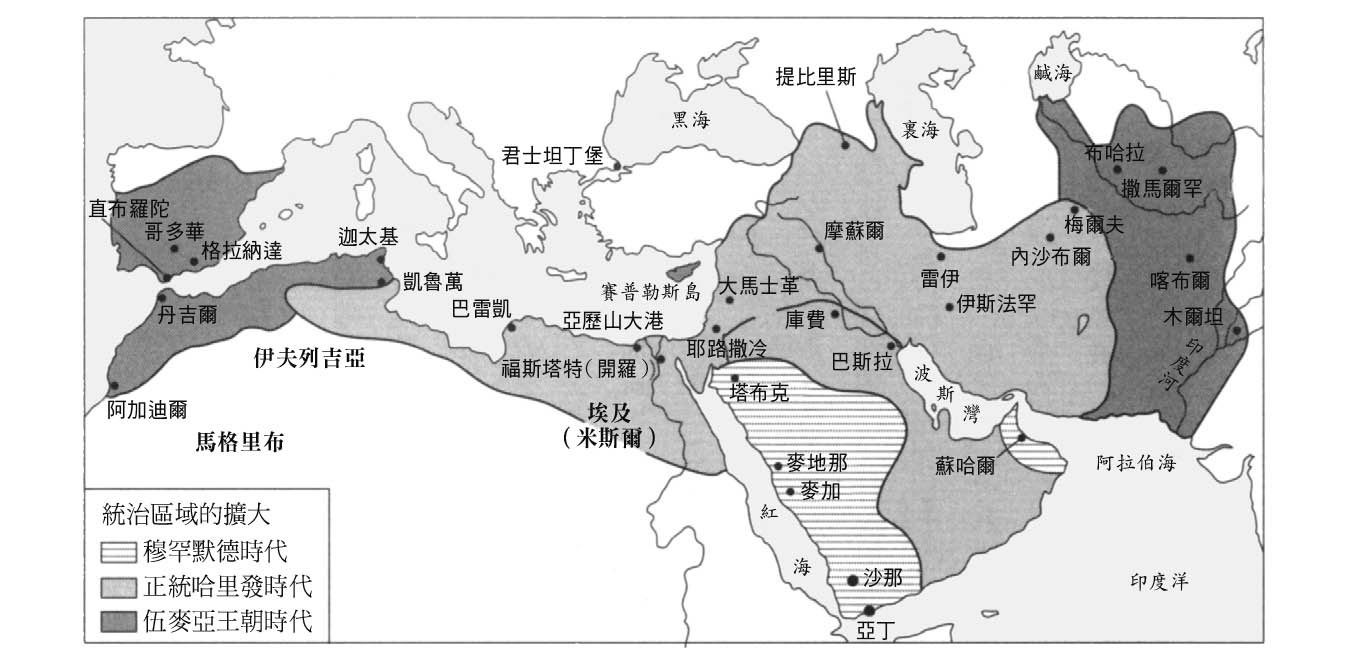 鹹海
提比里斯
黑海
裏海
君士坦丁堡
布哈拉
撒馬爾罕
直布羅陀
哥多華
格拉納達
迦太基
摩蘇爾
梅爾夫
內沙布爾
凱魯萬
賽普勒斯島
大馬士革
雷伊
喀布爾
丹吉爾
巴雷凱
亞歷山大港
庫費
伊斯法罕
木爾坦
伊夫列吉亞
福斯塔特(開羅)
耶路撒冷
巴斯拉
印度河
阿加迪爾
塔布克
波斯灣
馬格里布
埃及
(米斯爾)
麥地那
蘇哈爾
阿拉伯海
麥加
紅海
統治區域的擴大
穆罕默德時代
正統哈里發時代
伍麥亞王朝時代
沙那
印度洋
亞丁